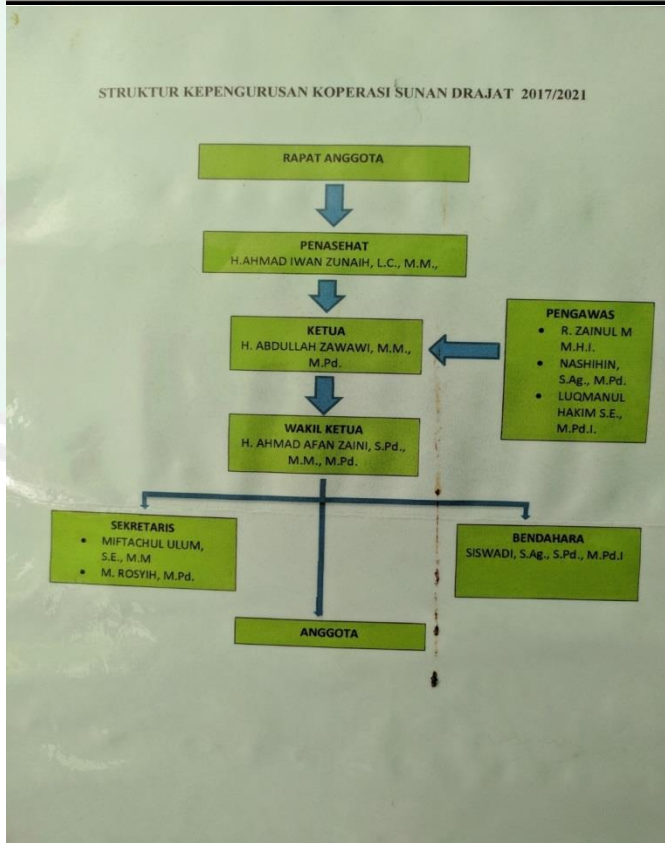 STRUKTUR KEPENGURUSAN KOPERASI SUNAN DRAJAT 2017/2021
RAPAT ANGGOTA
PENASEHAT
H.AHMAD IWAN ZUNAIH, L.C., M.M.,
KETUA
H. ABDULLAH ZAWAWI, M.M.,
M.Pd.
PENGAWAS
• R. ZAINUL M
M.H.I.
• NASHIHIN,
S.Ag., M.Pd.
• LUQMANUL
HAKIM S.E.,
M.Pd.I.
WAKIL KETUA
H. AHMAD AFAN ZAINI, S.Pd.,
M.M., M.Pd.
SEKRETARIS
• MIFTACHUL ULUM,
S.E., M.M
• M. ROSYIH, M.Pd.
BENDAHARA
SISWADI, S.Ag., S.Pd., M.Pd.I
ANGGOTA